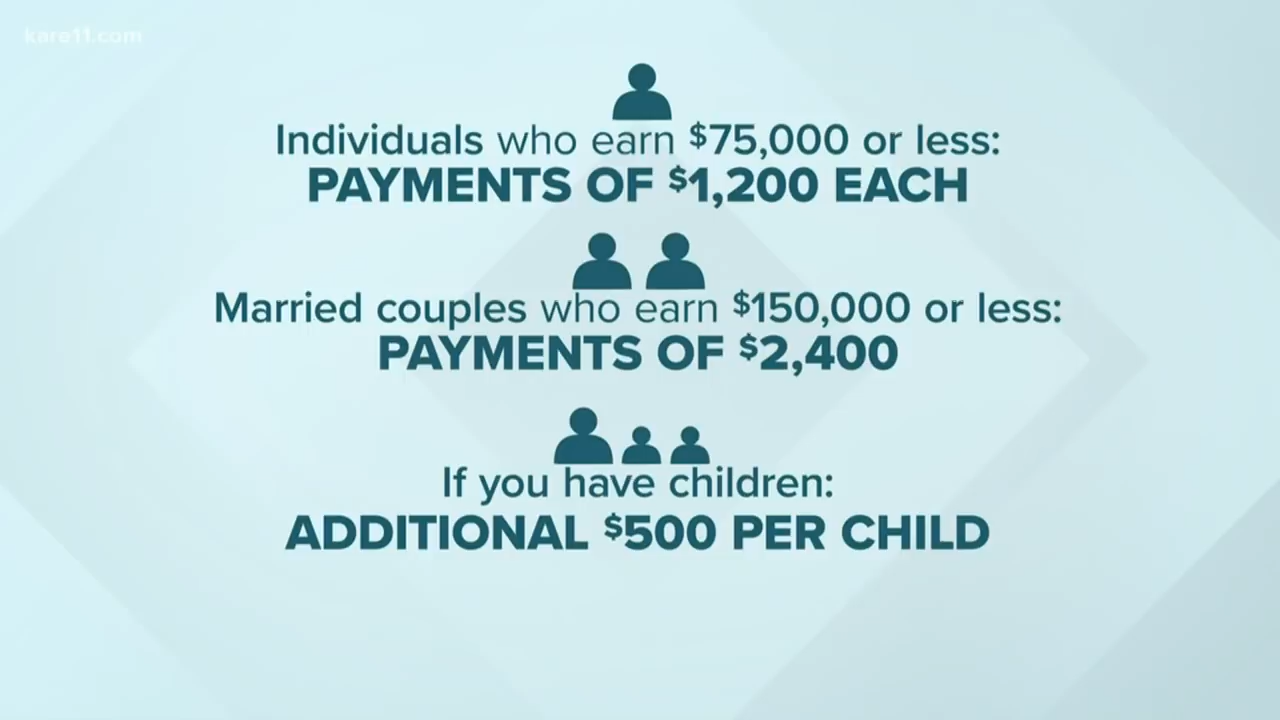 kare11.com
Individuals who earn $75,000 or less:
PAYMENTS OF $1,200 EACH
Married couples who earn $150,000 or less:
PAYMENTS OF $2,400
If you have children:
ADDITIONAL $500 PER CHILD